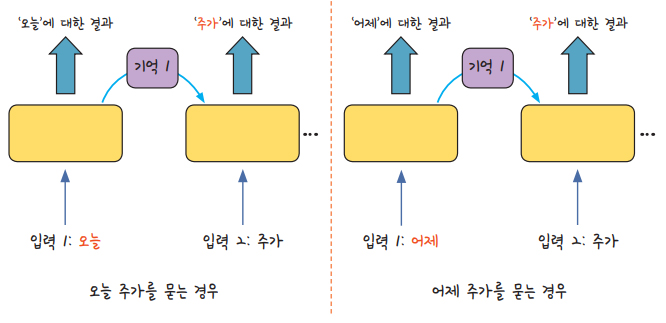 '오늘'에 대한 결과
'주가'에 대한 결과
기억 1
입력 1: 오늘
입력 2: 주가
오늘 주가를 묻는 경우
'어제'에 대한 결과
'주가'에 대한 결과
기억 1
입력 1: 어제
입력 2: 주가
어제 주가를 묻는 경우